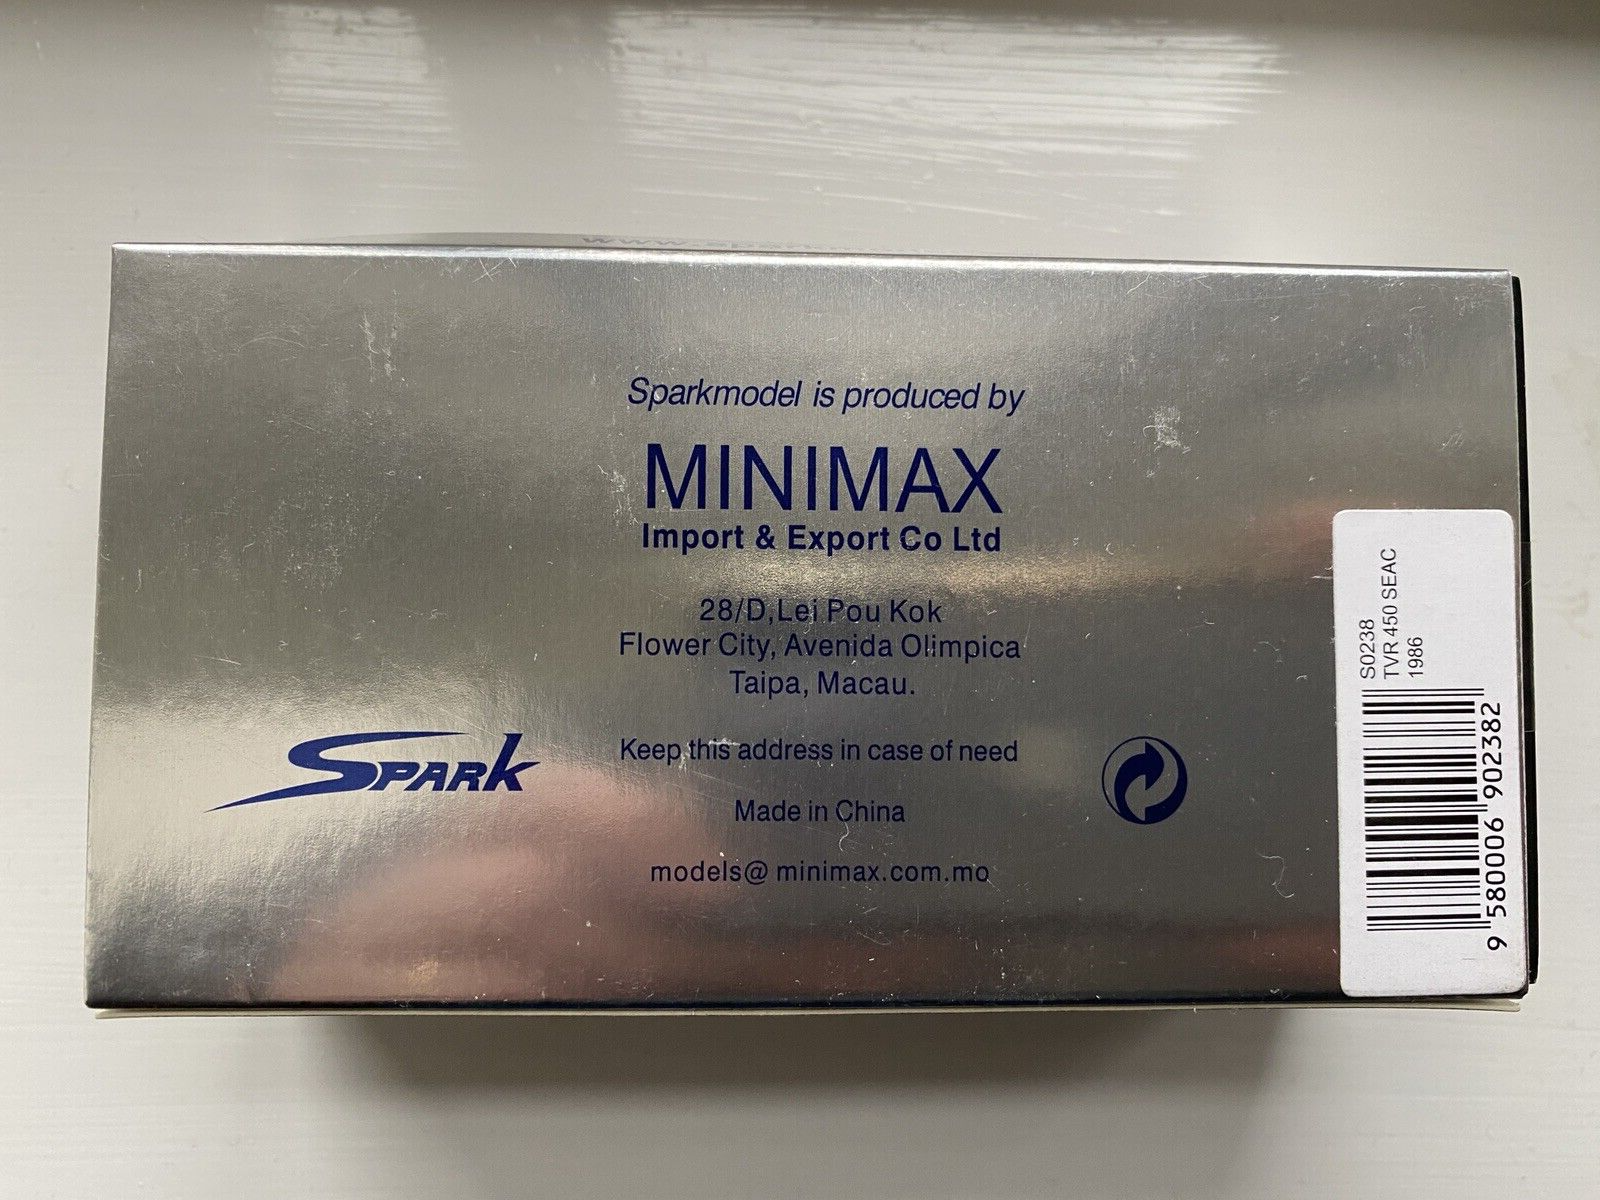 Sparkmodel is produced by
MINIMAX
Import & Export Co Ltd
28/D,Lei Pou Kok
Flower City, Avenida Olimpica
Taipa, Macau.
SPARK
Keep this address in case of need
Made in China
models@ minimax.com.mo
S0238
TVR 450 SEAC
1986
9 580006 902382